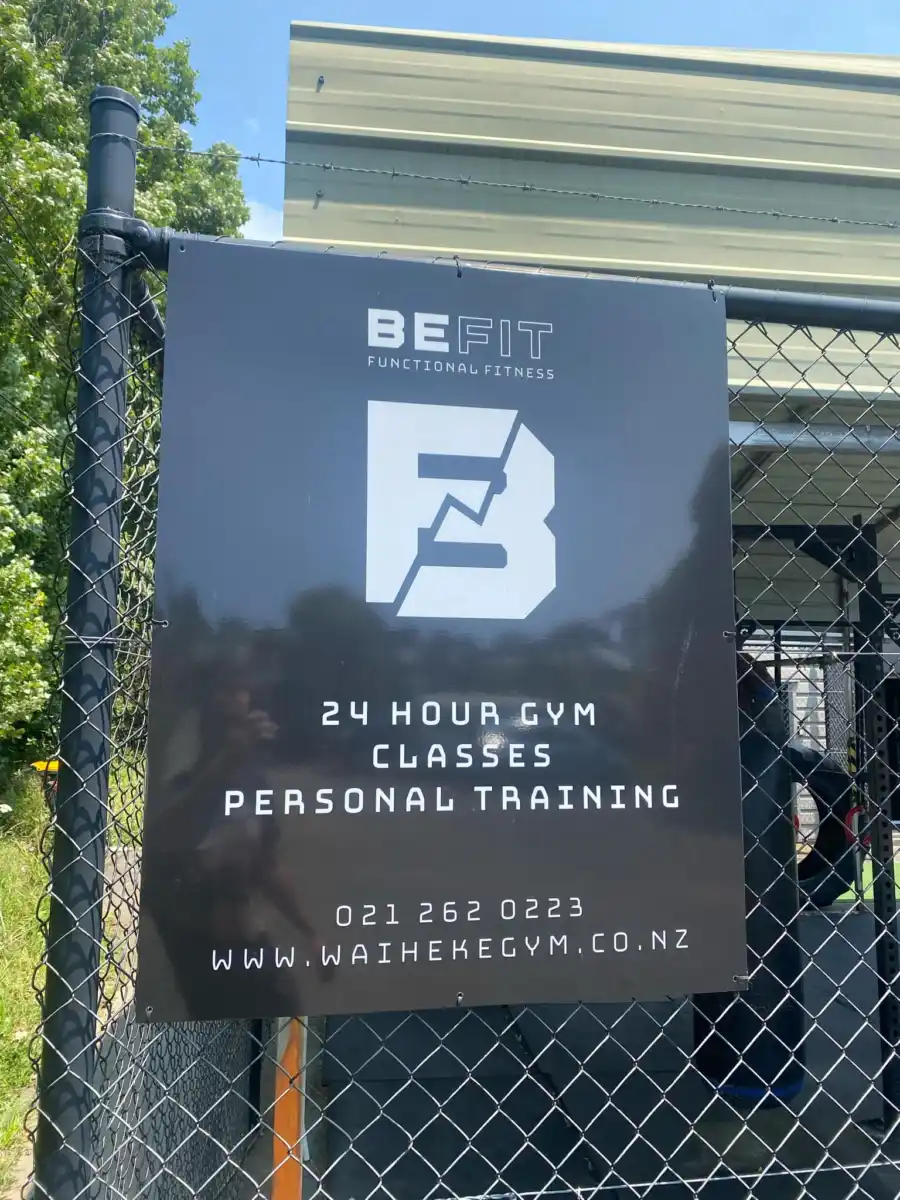 BEFIT
FUNCTIONAL FITNESS
24 HOUR GYM
CLASSES
PERSONAL TRAINING
021 262 0223
WWW.WAIHEKEGYM.CO.NZ